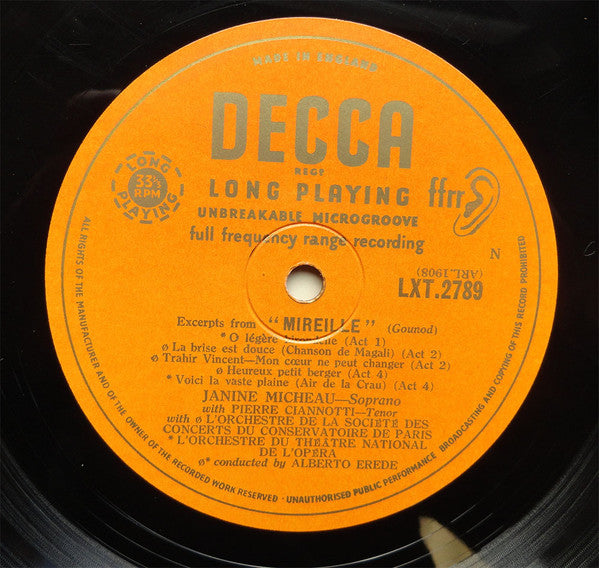 MADE IN ENGLAND
DECCA
REGD
LONG PLAYING
UNBREAKABLE MICROGROOVE
full frequency range recording
LONG PLAYING
33⅓
RPM
ffrr
N
(ARL.1908)
LXT.2789
Excerpts from "MIREILLE" (Gounod)
*O légère hirondelle (Act 1)
ø La brise est douce (Chanson de Magali) (Act 2)
ø Trahir Vincent—Mon cœur ne peut changer (Act 2)
ø Heureux petit berger (Act 4)
*Voici la vaste plaine (Air de la Crau) (Act 4)
JANINE MICHEAU—Soprano
with PIERRE CIANNOTTI—Tenor
with ø L'ORCHESTRE DE LA SOCIÉTÉ DES
CONCERTS DU CONSERVATOIRE DE PARIS
*L'ORCHESTRE DU THÉÂTRE NATIONAL
DE L'OPÉRA
ø* conducted by ALBERTO EREDE
ALL RIGHTS OF THE MANUFACTURER AND OF THE OWNER OF THE RECORDED WORK RESERVED · UNAUTHORISED PUBLIC PERFORMANCE BROADCASTING AND COPYING OF THIS RECORD PROHIBITED